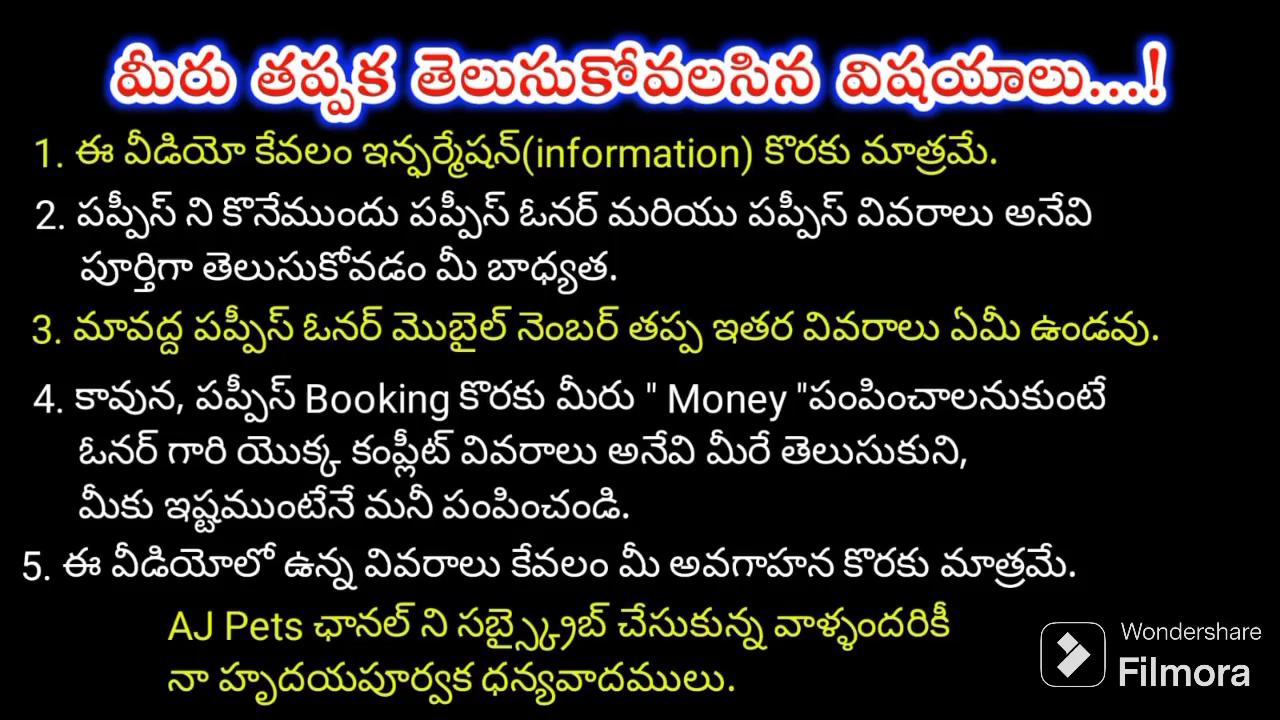 మీరు తప్పక తెలుసుకోవలసిన విషయాలు...!
1. ఈ వీడియో కేవలం ఇన్ఫర్మేషన్(information) కొరకు మాత్రమే.
2. పప్పీస్ ని కొనేముందు పప్పీస్ ఓనర్ మరియు పప్పీస్ వివరాలు అనేవి
పూర్తిగా తెలుసుకోవడం మీ బాధ్యత.
3. మావద్ద పప్పీస్ ఓనర్ మొబైల్ నెంబర్ తప్ప ఇతర వివరాలు ఏమీ ఉండవు.
4. కావున, పప్పీస్ Booking కొరకు మీరు " Money "పంపించాలనుకుంటే
ఓనర్ గారి యొక్క కంప్లీట్ వివరాలు అనేవి మీరే తెలుసుకుని,
మీకు ఇష్టముంటేనే మనీ పంపించండి.
5. ఈ వీడియోలో ఉన్న వివరాలు కేవలం మీ అవగాహన కొరకు మాత్రమే.
AJ Pets ఛానల్ ని సబ్స్క్రైబ్ చేసుకున్న వాళ్ళందరికీ
నా హృదయపూర్వక ధన్యవాదములు.
Wondershare
Filmora